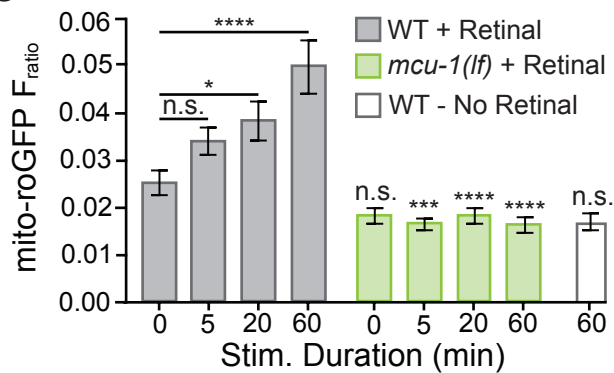 0.06
0.05
0.04
0.03
0.02
0.01
0.00
mito-roGFP F_ratio
****
*
n.s.
WT + Retinal
mcu-1(lf) + Retinal
WT - No Retinal
n.s.
***
****
****
n.s.
0 5 20 60 0 5 20 60 60
Stim. Duration (min)